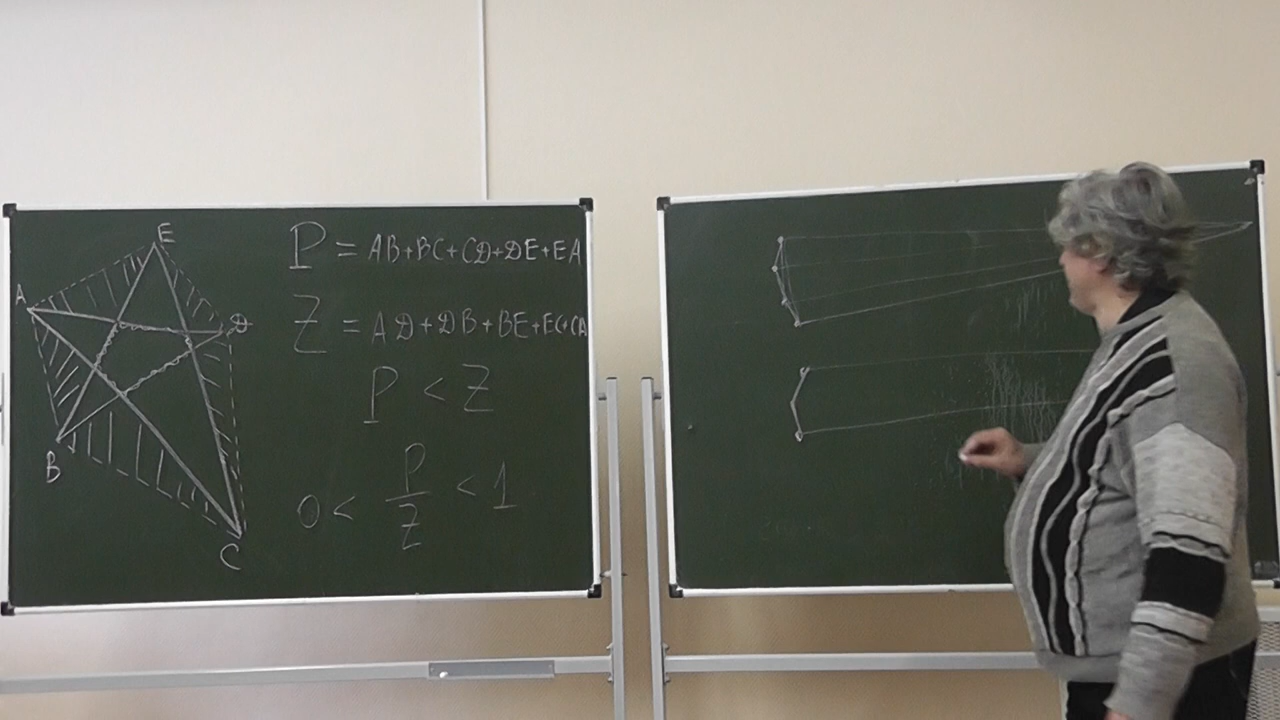 E
A
D
B
C
P = AB+BC+CD+DE+EA
Z = AD+DB+BE+EC+CA
P < Z
0 < P/Z < 1